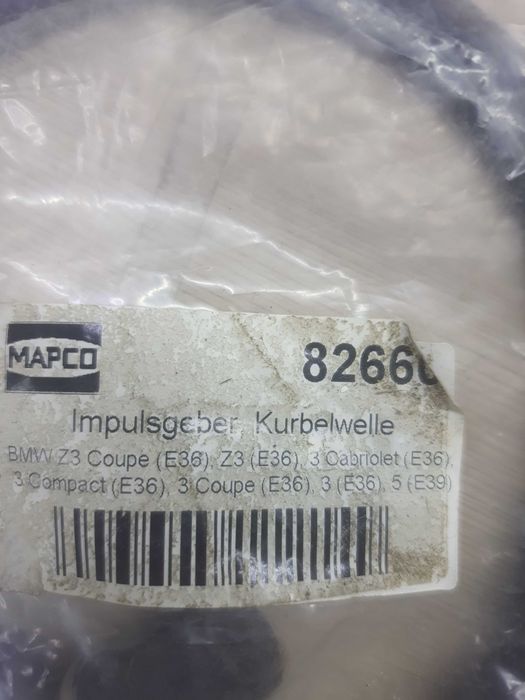 MAPCO
8266
Impulsgeber, Kurbelwelle
BMW Z3 Coupe (E36), Z3 (E36), 3 Cabriolet (E36),
3 Compact (E36), 3 Coupe (E36), 3 (E36), 5 (E39)